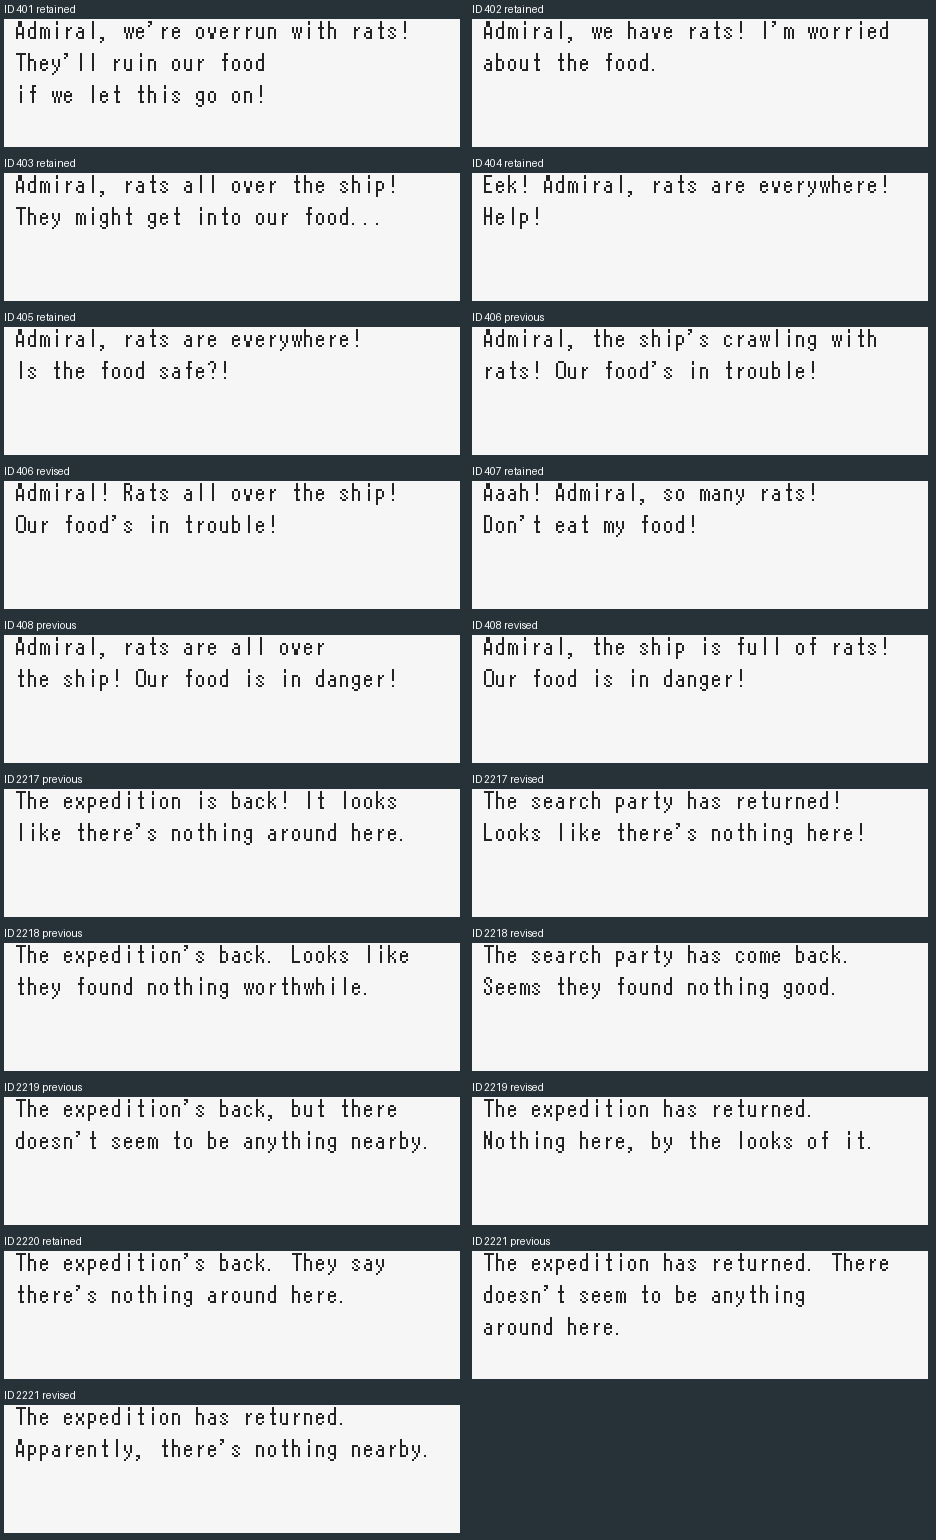 ID 401 retained
Admiral, we're overrun with rats!
They'll ruin our food
if we let this go on!
ID 402 retained
Admiral, we have rats! I'm worried
about the food.
ID 403 retained
Admiral, rats all over the ship!
They might get into our food...
ID 404 retained
Eek! Admiral, rats are everywhere!
Help!
ID 405 retained
Admiral, rats are everywhere!
Is the food safe?!
ID 406 previous
Admiral, the ship's crawling with
rats! Our food's in trouble!
ID 406 revised
Admiral! Rats all over the ship!
Our food's in trouble!
ID 407 retained
Aaah! Admiral, so many rats!
Don't eat my food!
ID 408 previous
Admiral, rats are all over
the ship! Our food is in danger!
ID 408 revised
Admiral, the ship is full of rats!
Our food is in danger!
ID 2217 previous
The expedition is back! It looks
like there's nothing around here.
ID 2217 revised
The search party has returned!
Looks like there's nothing here!
ID 2218 previous
The expedition's back. Looks like
they found nothing worthwhile.
ID 2218 revised
The search party has come back.
Seems they found nothing good.
ID 2219 previous
The expedition's back, but there
doesn't seem to be anything nearby.
ID 2219 revised
The expedition has returned.
Nothing here, by the looks of it.
ID 2220 retained
The expedition's back. They say
there's nothing around here.
ID 2221 previous
The expedition has returned. There
doesn't seem to be anything
around here.
ID 2221 revised
The expedition has returned.
Apparently, there's nothing nearby.